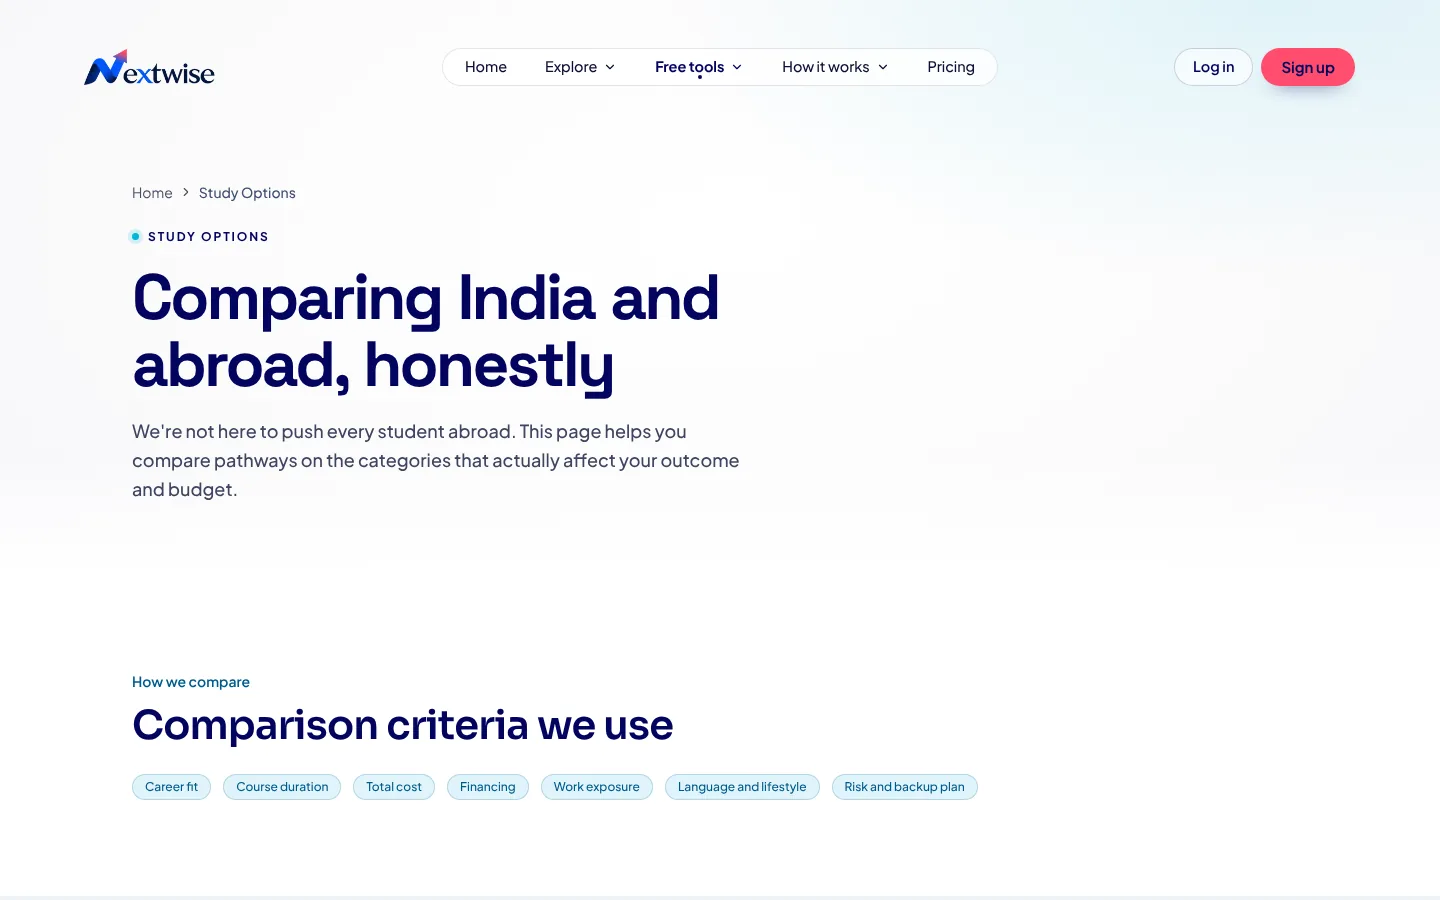 Nextwise
Home
Explore
Free tools
How it works
Pricing
Log in
Sign up
Home > Study Options
STUDY OPTIONS
Comparing India and
abroad, honestly
We're not here to push every student abroad. This page helps you
compare pathways on the categories that actually affect your outcome
and budget.
How we compare
Comparison criteria we use
Career fit
Course duration
Total cost
Financing
Work exposure
Language and lifestyle
Risk and backup plan